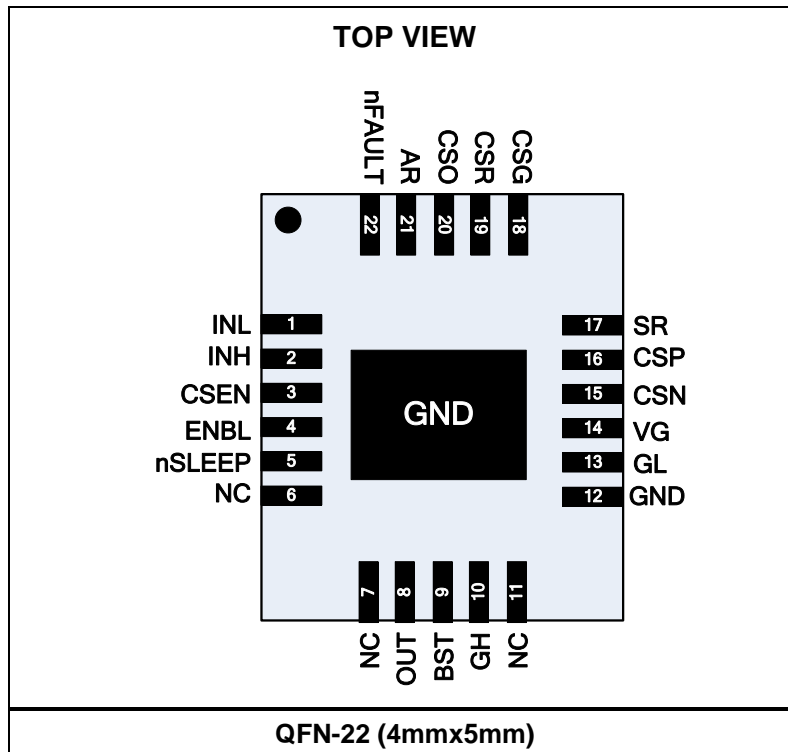 TOP VIEW
nFAULT
AR
CSO
CSR
CSG
22
21
20
19
18
INL 1
INH 2
CSEN 3
ENBL 4
nSLEEP 5
NC 6
GND
17 SR
16 CSP
15 CSN
14 VG
13 GL
12 GND
7
8
9
10
11
NC
OUT
BST
GH
NC
QFN-22 (4mmx5mm)